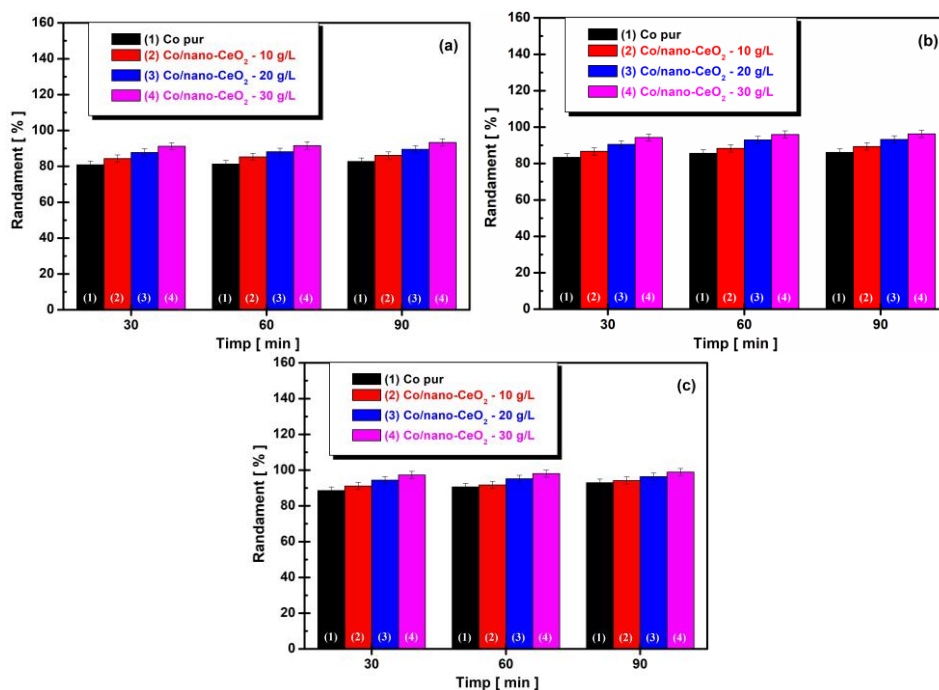 (a)
(1) Co pur
(2) Co/nano-CeO₂ - 10 g/L
(3) Co/nano-CeO₂ - 20 g/L
(4) Co/nano-CeO₂ - 30 g/L
Randament [ % ]
160
140
120
100
80
60
40
20
0
(1) (2) (3) (4) (1) (2) (3) (4) (1) (2) (3) (4)
30 60 90
Timp [ min ]
(b)
(1) Co pur
(2) Co/nano-CeO₂ - 10 g/L
(3) Co/nano-CeO₂ - 20 g/L
(4) Co/nano-CeO₂ - 30 g/L
Randament [ % ]
160
140
120
100
80
60
40
20
0
(1) (2) (3) (4) (1) (2) (3) (4) (1) (2) (3) (4)
30 60 90
Timp [ min ]
(c)
(1) Co pur
(2) Co/nano-CeO₂ - 10 g/L
(3) Co/nano-CeO₂ - 20 g/L
(4) Co/nano-CeO₂ - 30 g/L
Randament [ % ]
160
140
120
100
80
60
40
20
0
(1) (2) (3) (4) (1) (2) (3) (4) (1) (2) (3) (4)
30 60 90
Timp [ min ]